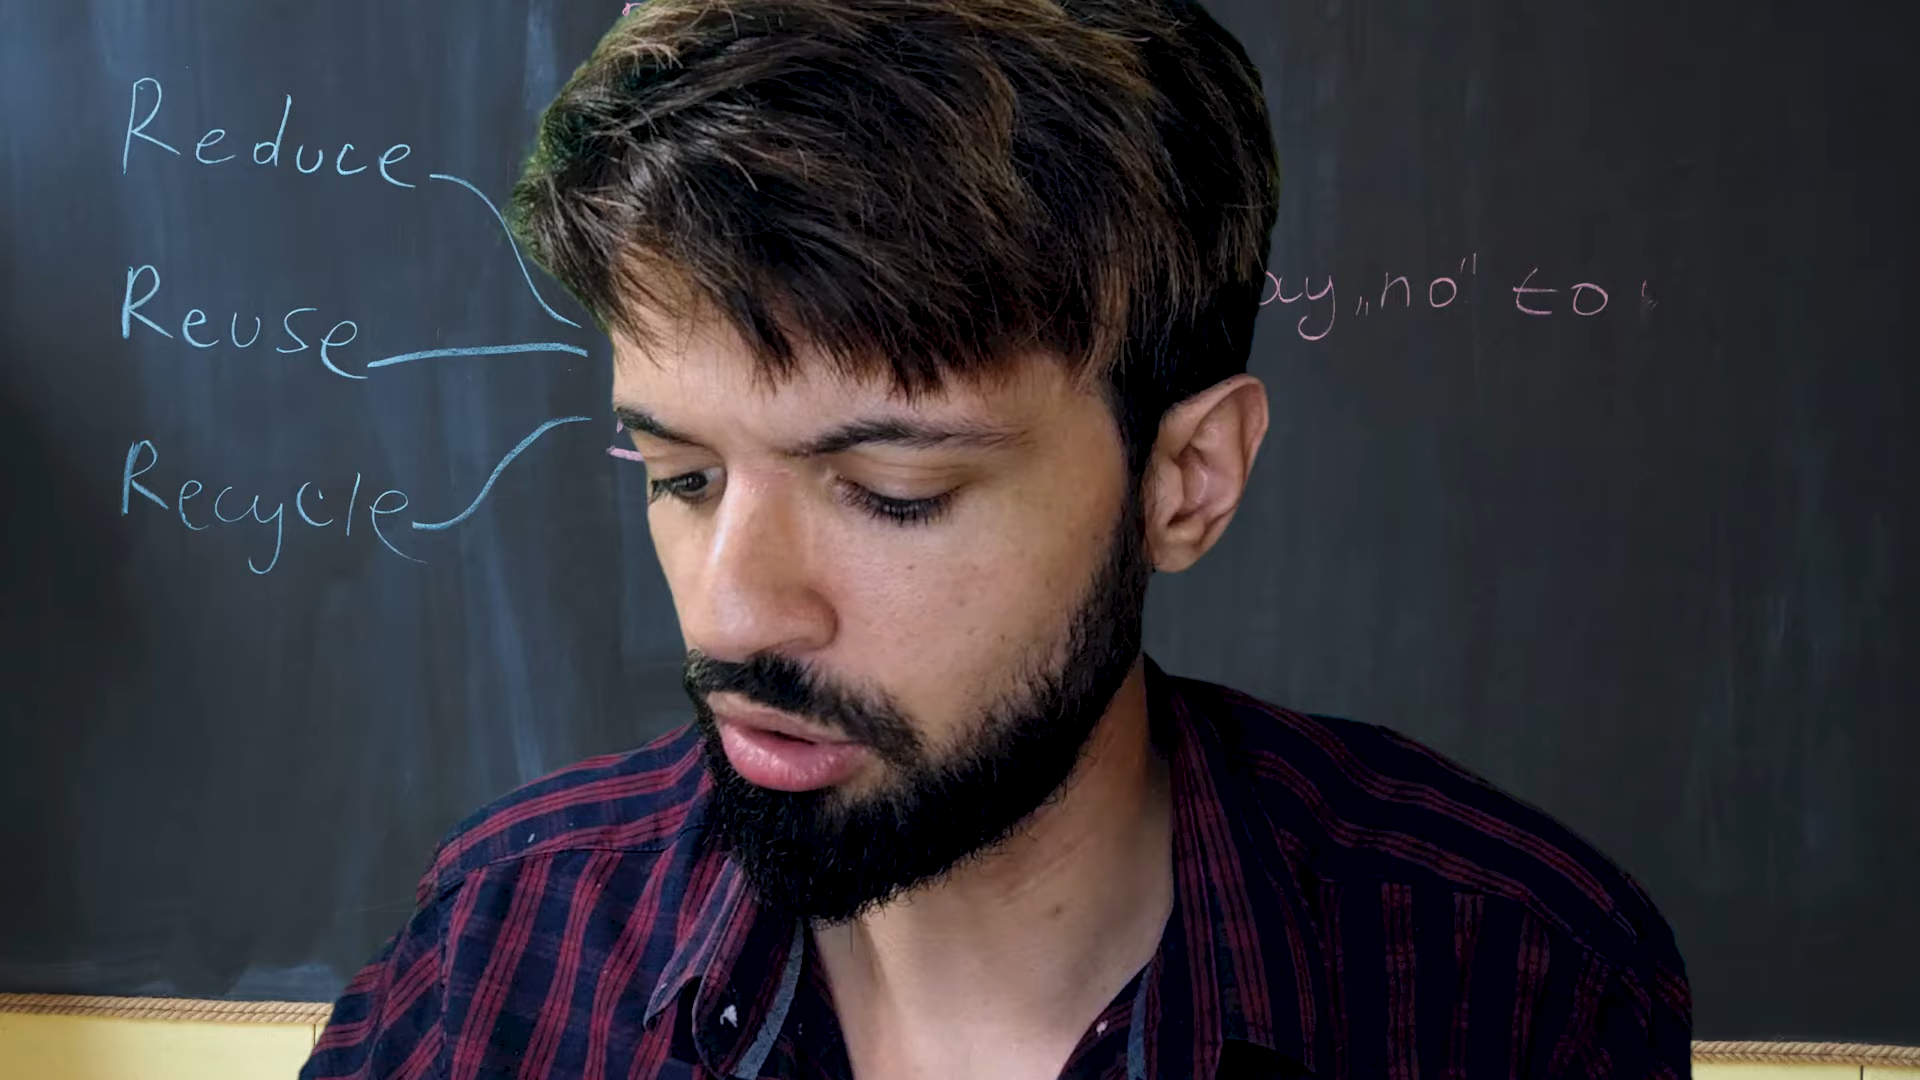 Reduce
Reuse
Recycle
ay „no" to